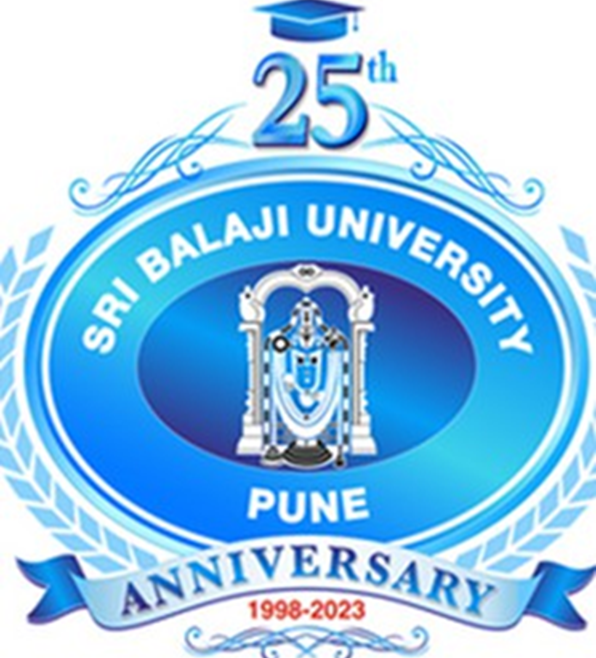 25th
SRI BALAJI UNIVERSITY
PUNE
ANNIVERSARY
1998-2023